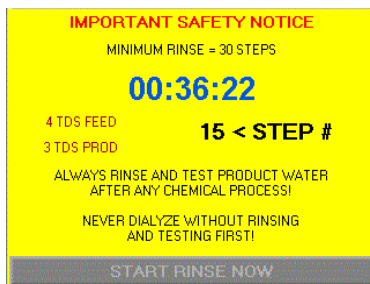 IMPORTANT SAFETY NOTICE
MINIMUM RINSE = 30 STEPS
00:36:22
4 TDS FEED
15 < STEP #
3 TDS PROD
ALWAYS RINSE AND TEST PRODUCT WATER
AFTER ANY CHEMICAL PROCESS!
NEVER DIALYZE WITHOUT RINSING
AND TESTING FIRST!
START RINSE NOW